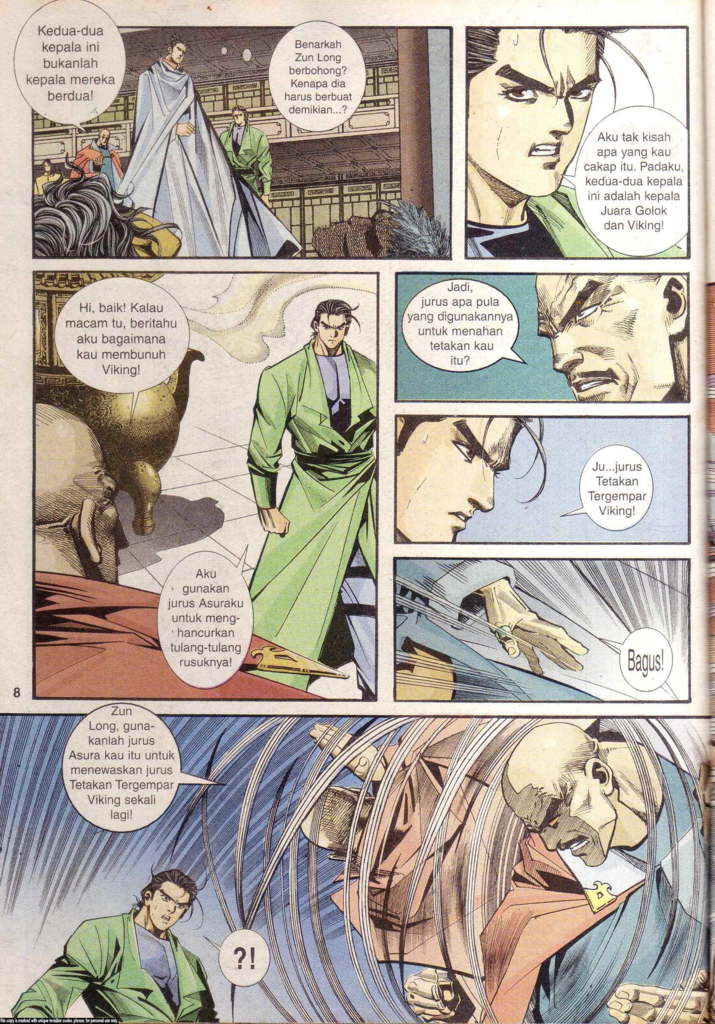 Kedua-dua
kepala ini
bukanlah
kepala mereka
berdua!
Benarkah
Zun Long
berbohong?
Kenapa dia
harus berbuat
demikian...?
Aku tak kisah
apa yang kau
cakap itu. Padaku,
kedua-dua kepala
ini adalah kepala
Juara Golok
dan Viking!
Hi, baik! Kalau
macam tu, beritahu
aku bagaimana
kau membunuh
Viking!
Aku
gunakan
jurus Asuraku
untuk meng-
hancurkan
tulang-tulang
rusuknya!
Jadi,
jurus apa pula
yang digunakannya
untuk menahan
tetakan kau
itu?
Ju...jurus
Tetakan
Tergempar
Viking!
Bagus!
8
Zun
Long, guna-
kanlah jurus
Asura kau itu untuk
menewaskan jurus
Tetakan Tergempar
Viking sekali
lagi!
?!